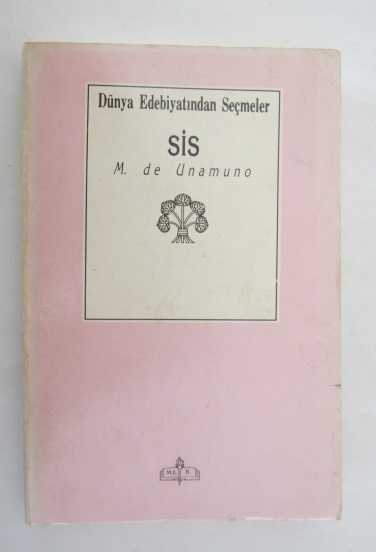 Dünya Edebiyatından Seçmeler
SİS
M. de Unamuno